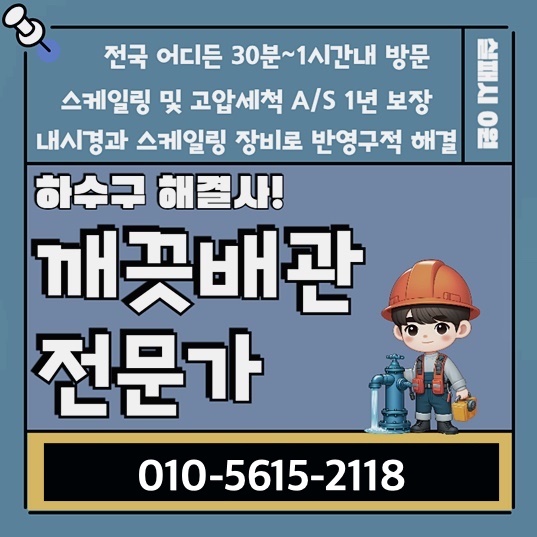 전국 어디든 30분~1시간내 방문
스케일링 및 고압세척 A/S 1년 보장
내시경과 스케일링 장비로 반영구적 해결
실패시 0원
하수구 해결사!
깨끗배관
전문가
010-5615-2118